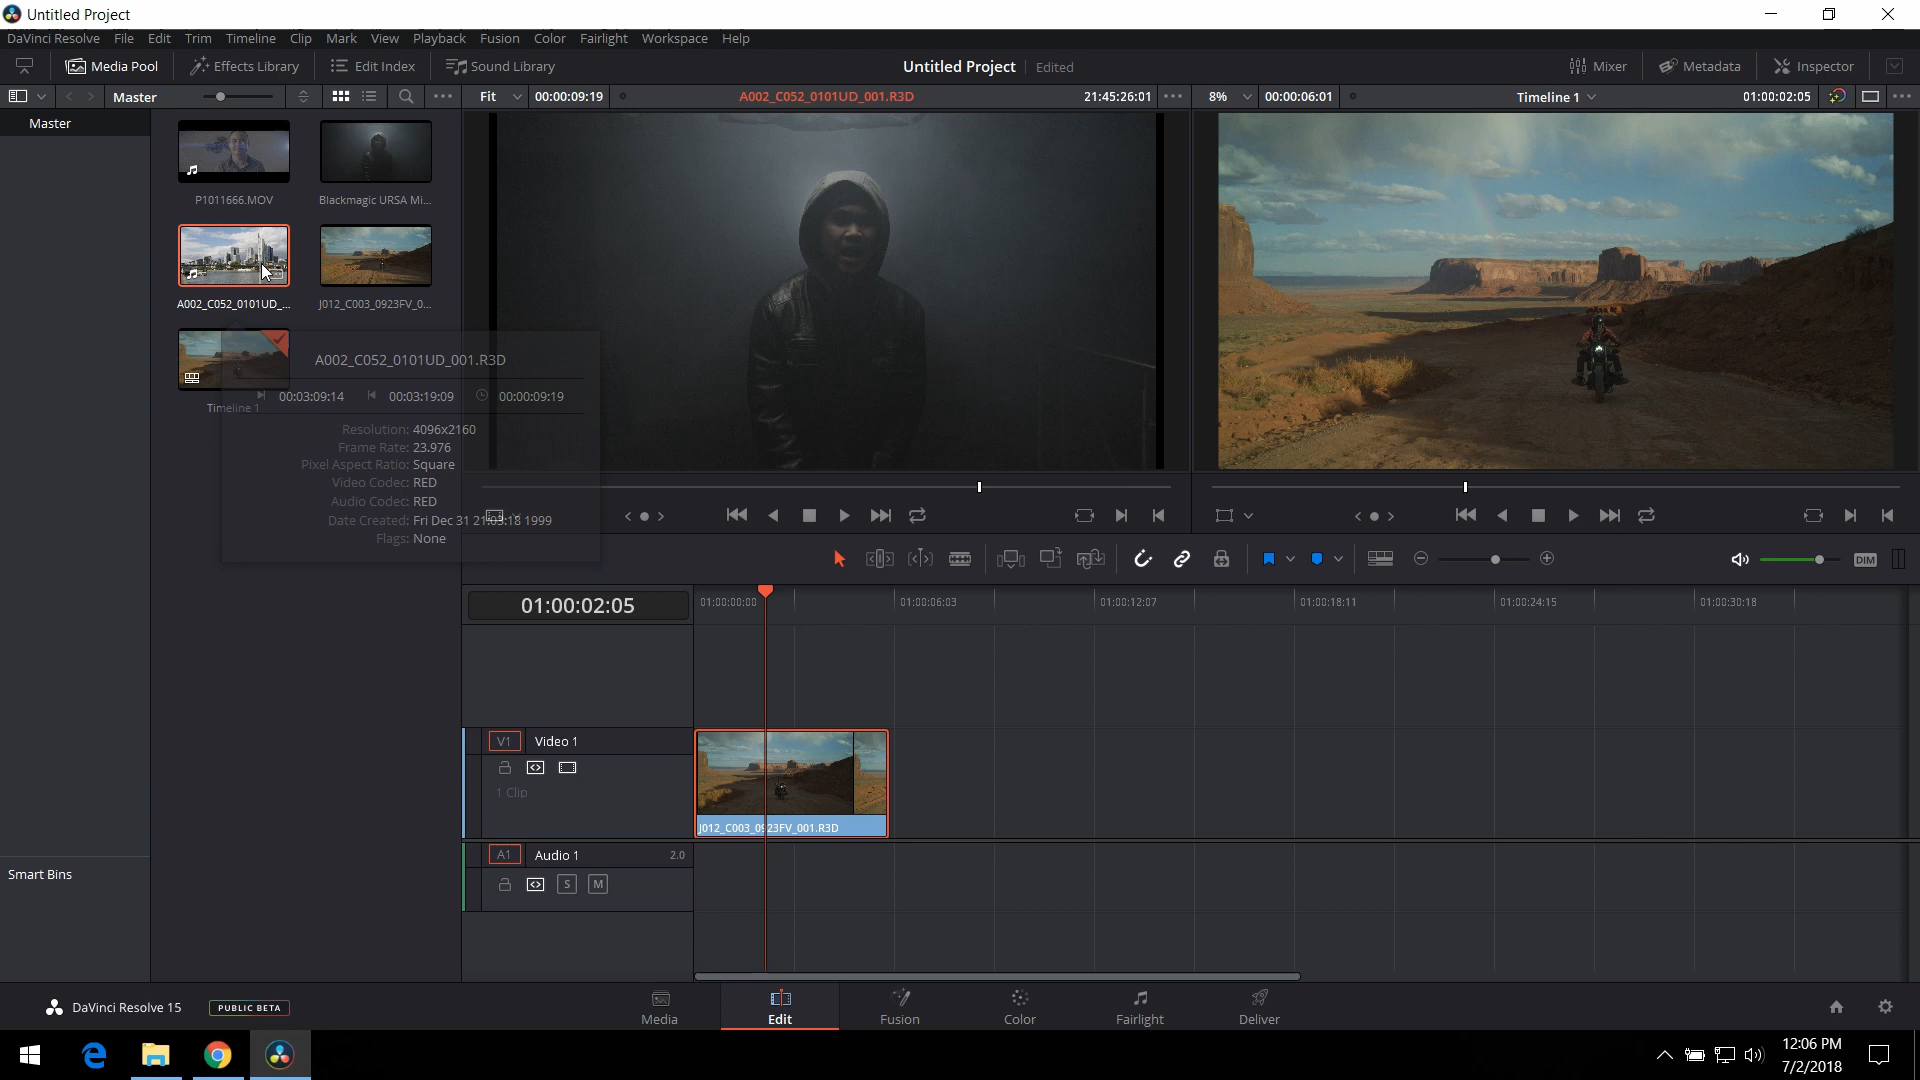 Untitled Project
DaVinci Resolve File Edit Trim Timeline Clip Mark View Playback Fusion Color Fairlight Workspace Help
Media Pool Effects Library Edit Index Sound Library Untitled Project Edited Mixer Metadata Inspector
Master Fit 00:00:09:19 A002_C052_0101UD_001.R3D 21:45:26:01 8% 00:00:06:01 Timeline 1 01:00:02:05
Master
P1011666.MOV Blackmagic URSA Mi...
A002_C052_0101UD_... J012_C003_0923FV_0...
Timeline 1
A002_C052_0101UD_001.R3D
00:03:09:14 00:03:19:09 00:00:09:19
Resolution: 4096x2160
Frame Rate: 23.976
Pixel Aspect Ratio: Square
Video Codec: RED
Audio Codec: RED
Date Created: Fri Dec 31 21:03:18 1999
Flags: None
DIM
01:00:02:05 01:00:00:00 01:00:06:03 01:00:12:07 01:00:18:11 01:00:24:15 01:00:30:18
V1 Video 1
1 Clip
J012_C003_0923FV_001.R3D
A1 Audio 1 2.0
S M
Smart Bins
DaVinci Resolve 15 PUBLIC BETA
Media Edit Fusion Color Fairlight Deliver
12:06 PM
7/2/2018